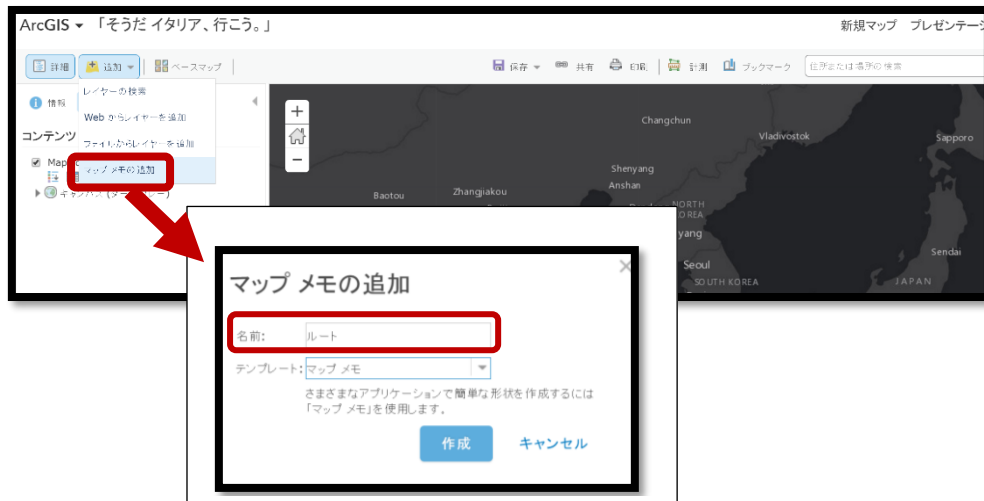 ArcGIS ▾ 「そうだ イタリア、行こう。」
新規マップ プレゼンテーシ
詳細 追加 ベースマップ
保存 共有 印刷 計測 ブックマーク 住所または場所の検索
情報
レイヤーの検索
Web からレイヤーを追加
コンテンツ
ファイルからレイヤーを追加
Map
マップ メモの追加
キャンバス
Changchun
Vladivostok
Sapporo
Shenyang
Anshan
Baotou
Zhangjiakou
NORTH
OREA
yang
Seoul
SOUTH KOREA
Sendai
JAPAN
マップ メモの追加
名前: ルート
テンプレート: マップ メモ
さまざまなアプリケーションで簡単な形状を作成するには
「マップ メモ」を使用します。
作成 キャンセル